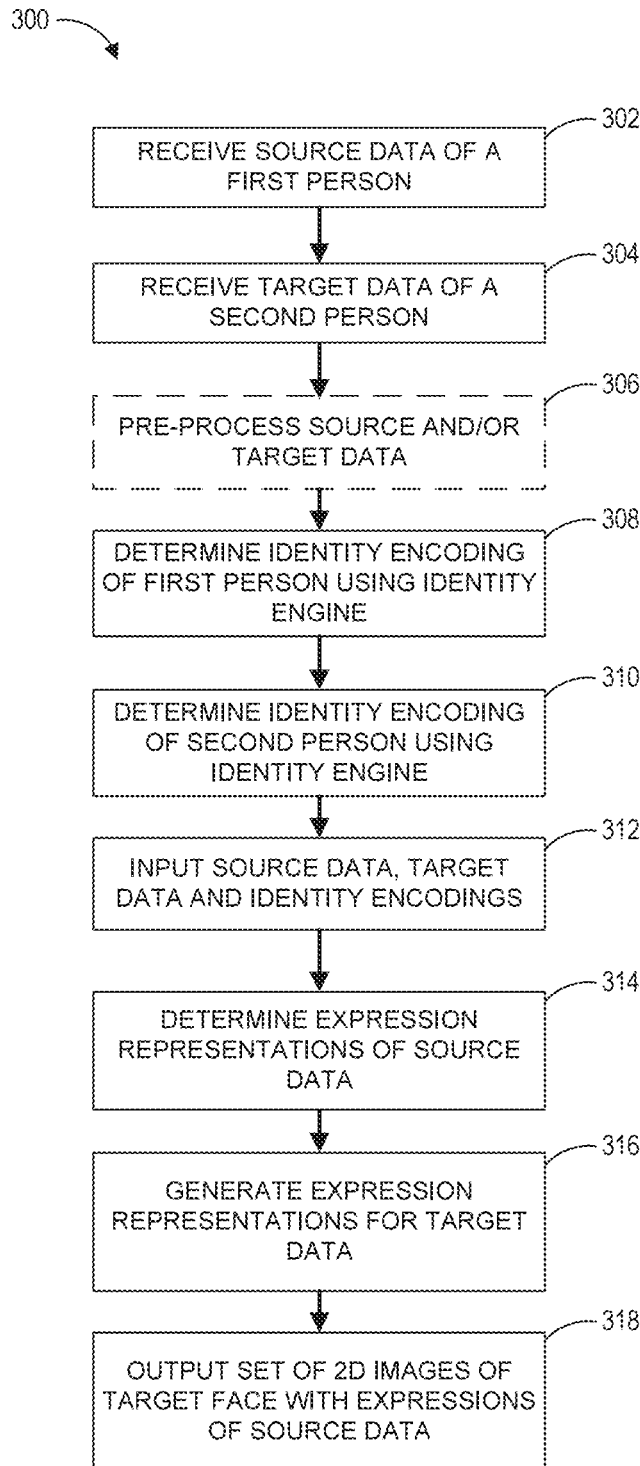 300
302
RECEIVE SOURCE DATA OF A
FIRST PERSON
304
RECEIVE TARGET DATA OF A
SECOND PERSON
306
PRE-PROCESS SOURCE AND/OR
TARGET DATA
308
DETERMINE IDENTITY ENCODING
OF FIRST PERSON USING IDENTITY
ENGINE
310
DETERMINE IDENTITY ENCODING
OF SECOND PERSON USING
IDENTITY ENGINE
312
INPUT SOURCE DATA, TARGET
DATA AND IDENTITY ENCODINGS
314
DETERMINE EXPRESSION
REPRESENTATIONS OF SOURCE
DATA
316
GENERATE EXPRESSION
REPRESENTATIONS FOR TARGET
DATA
318
OUTPUT SET OF 2D IMAGES OF
TARGET FACE WITH EXPRESSIONS
OF SOURCE DATA